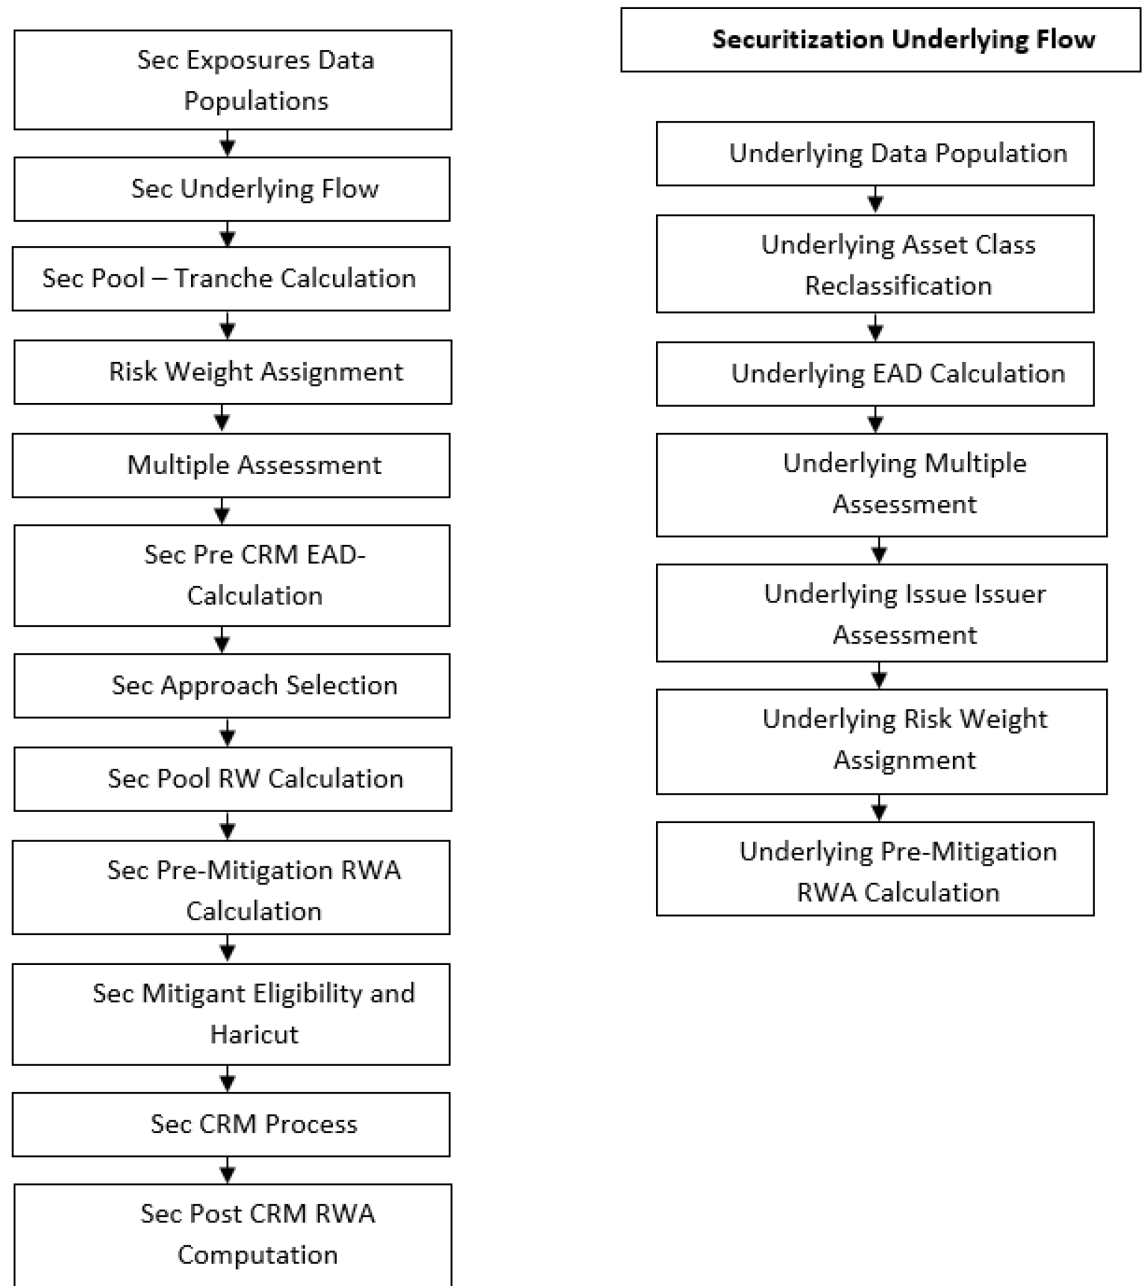 Sec Exposures Data
Populations
Sec Underlying Flow
Sec Pool – Tranche Calculation
Risk Weight Assignment
Multiple Assessment
Sec Pre CRM EAD-
Calculation
Sec Approach Selection
Sec Pool RW Calculation
Sec Pre-Mitigation RWA
Calculation
Sec Mitigant Eligibility and
Haricut
Sec CRM Process
Sec Post CRM RWA
Computation
Securitization Underlying Flow
Underlying Data Population
Underlying Asset Class
Reclassification
Underlying EAD Calculation
Underlying Multiple
Assessment
Underlying Issue Issuer
Assessment
Underlying Risk Weight
Assignment
Underlying Pre-Mitigation
RWA Calculation